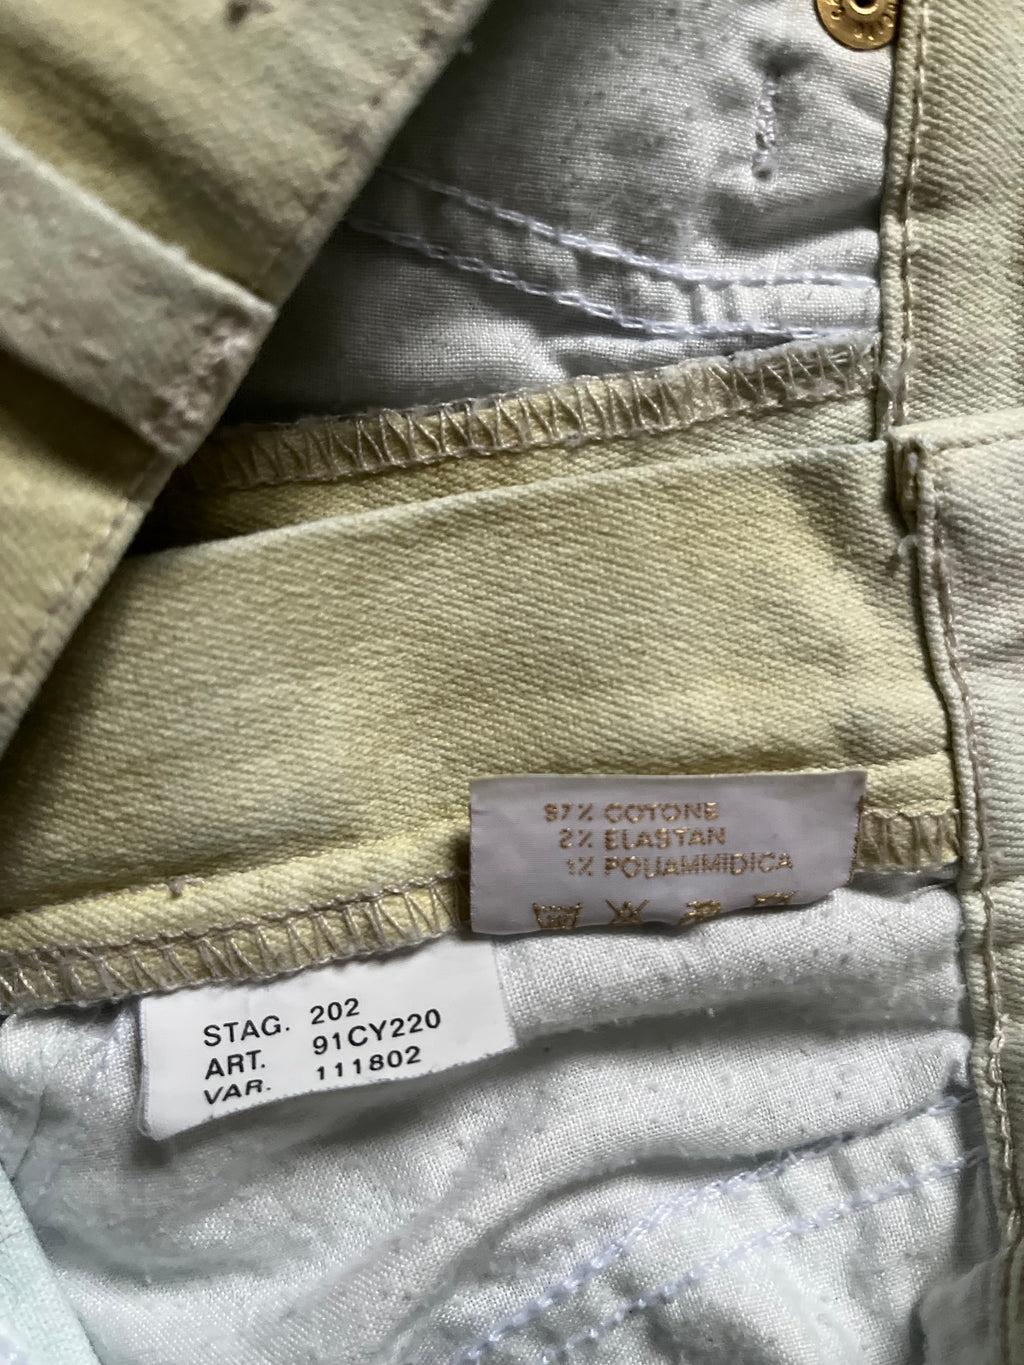 97% COTONE
2% ELASTAN
1% POLIAMMIDICA
STAG. 202
ART. 91CY220
VAR. 111802